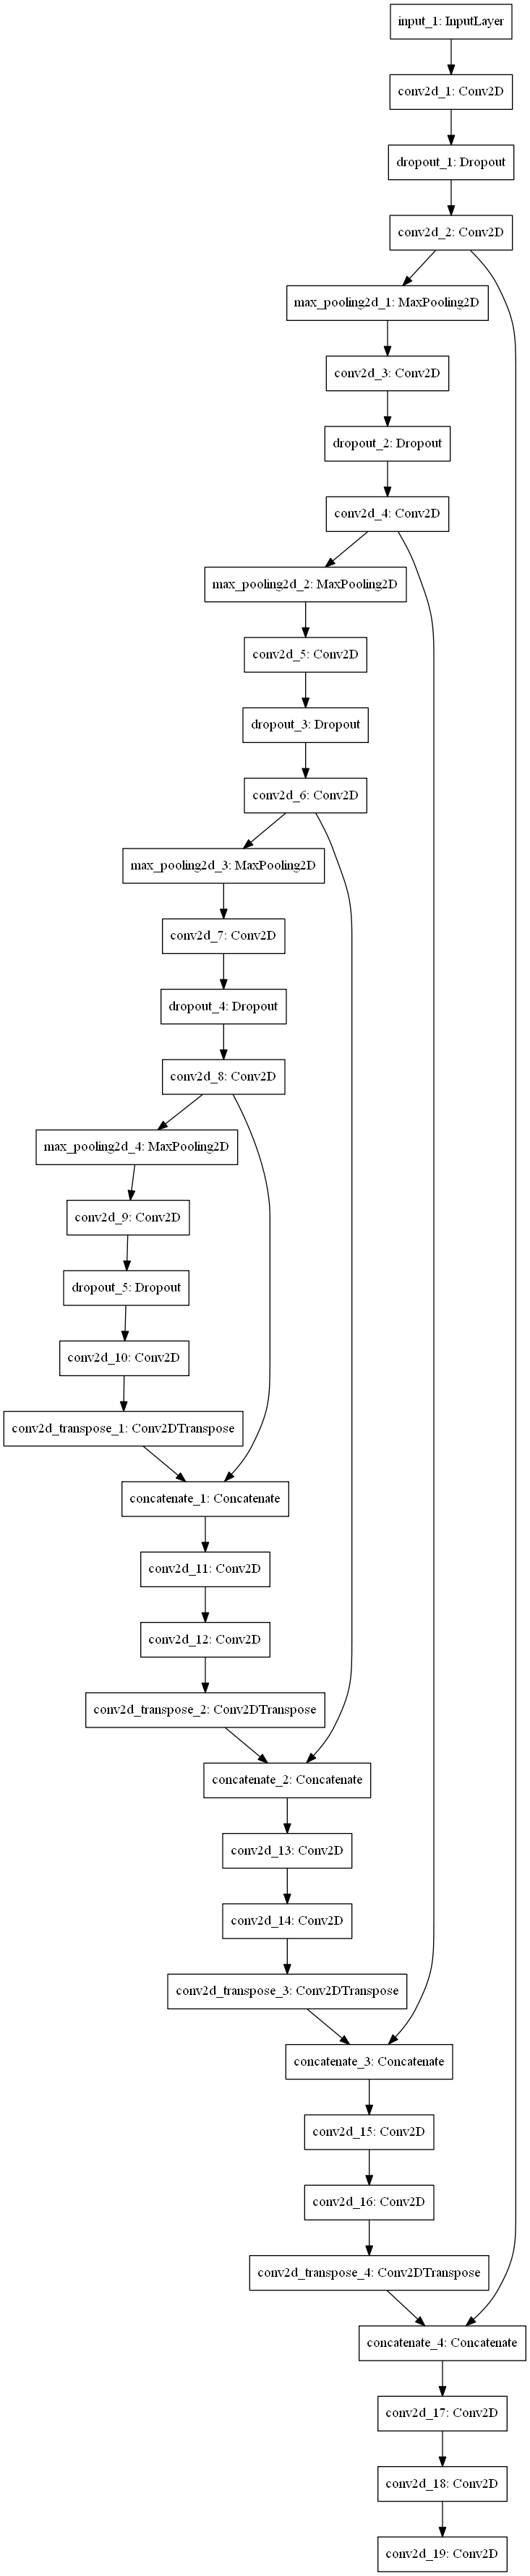 input_1: InputLayer
conv2d_1: Conv2D
dropout_1: Dropout
conv2d_2: Conv2D
max_pooling2d_1: MaxPooling2D
conv2d_3: Conv2D
dropout_2: Dropout
conv2d_4: Conv2D
max_pooling2d_2: MaxPooling2D
conv2d_5: Conv2D
dropout_3: Dropout
conv2d_6: Conv2D
max_pooling2d_3: MaxPooling2D
conv2d_7: Conv2D
dropout_4: Dropout
conv2d_8: Conv2D
max_pooling2d_4: MaxPooling2D
conv2d_9: Conv2D
dropout_5: Dropout
conv2d_10: Conv2D
conv2d_transpose_1: Conv2DTranspose
concatenate_1: Concatenate
conv2d_11: Conv2D
conv2d_12: Conv2D
conv2d_transpose_2: Conv2DTranspose
concatenate_2: Concatenate
conv2d_13: Conv2D
conv2d_14: Conv2D
conv2d_transpose_3: Conv2DTranspose
concatenate_3: Concatenate
conv2d_15: Conv2D
conv2d_16: Conv2D
conv2d_transpose_4: Conv2DTranspose
concatenate_4: Concatenate
conv2d_17: Conv2D
conv2d_18: Conv2D
conv2d_19: Conv2D